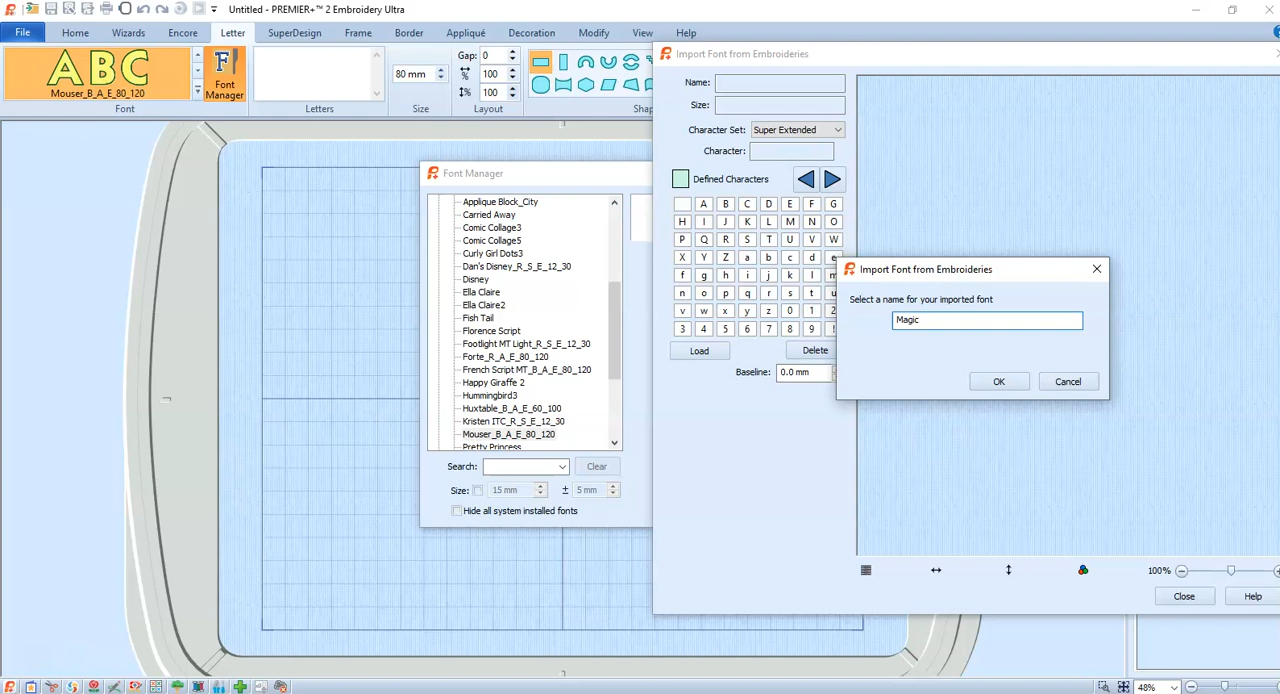 Untitled - PREMIER+™ 2 Embroidery Ultra
File Home Wizards Encore Letter SuperDesign Frame Border Appliqué Decoration Modify View Help
ABC
Mouser_B_A_E_80_120
Font
Font Manager
Letters
80 mm
Size
Gap: 0
% 100
% 100
Layout
Import Font from Embroideries
Name:
Size:
Character Set: Super Extended
Character:
Defined Characters
A B C D E F G
H I J K L M N O
P Q R S T U V W
X Y Z a b c d e
f g h i j k l m
n o p q r s t u
v w x y z 0 1 2
3 4 5 6 7 8 9 !
Load Delete
Baseline: 0.0 mm
Font Manager
Applique Block_City
Carried Away
Comic Collage3
Comic Collage5
Curly Girl Dots3
Dan's Disney_R_S_E_12_30
Disney
Ella Claire
Ella Claire2
Fish Tail
Florence Script
Footlight MT Light_R_S_E_12_30
Forte_R_A_E_80_120
French Script MT_B_A_E_80_120
Happy Giraffe 2
Hummingbird3
Huxtable_B_A_E_60_100
Kristen ITC_R_S_E_12_30
Mouser_B_A_E_80_120
Pretty Princess
Search: Clear
Size: 15 mm ± 5 mm
Hide all system installed fonts
Import Font from Embroideries
Select a name for your imported font
Magic
OK Cancel
100%
Close Help
48%